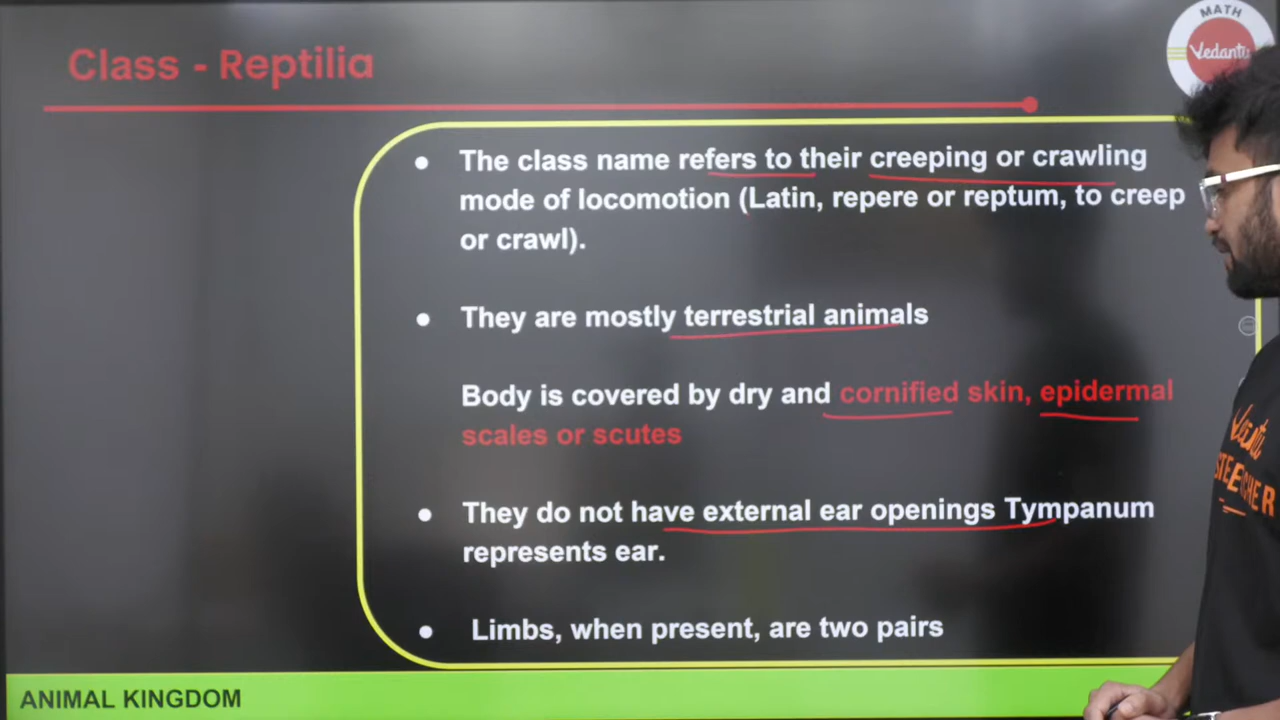 MATH
Vedantu
Class - Reptilia
The class name refers to their creeping or crawling
mode of locomotion (Latin, repere or reptum, to creep
or crawl).
They are mostly terrestrial animals
Body is covered by dry and cornified skin, epidermal
scales or scutes
They do not have external ear openings Tympanum
represents ear.
Limbs, when present, are two pairs
ANIMAL KINGDOM